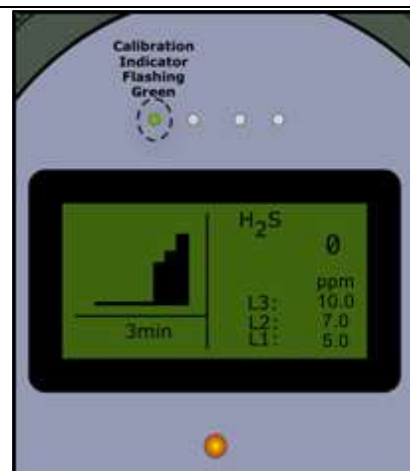 Calibration
Indicator
Flashing
Green
H₂S
0
ppm
L3: 10.0
L2: 7.0
L1: 5.0
3min